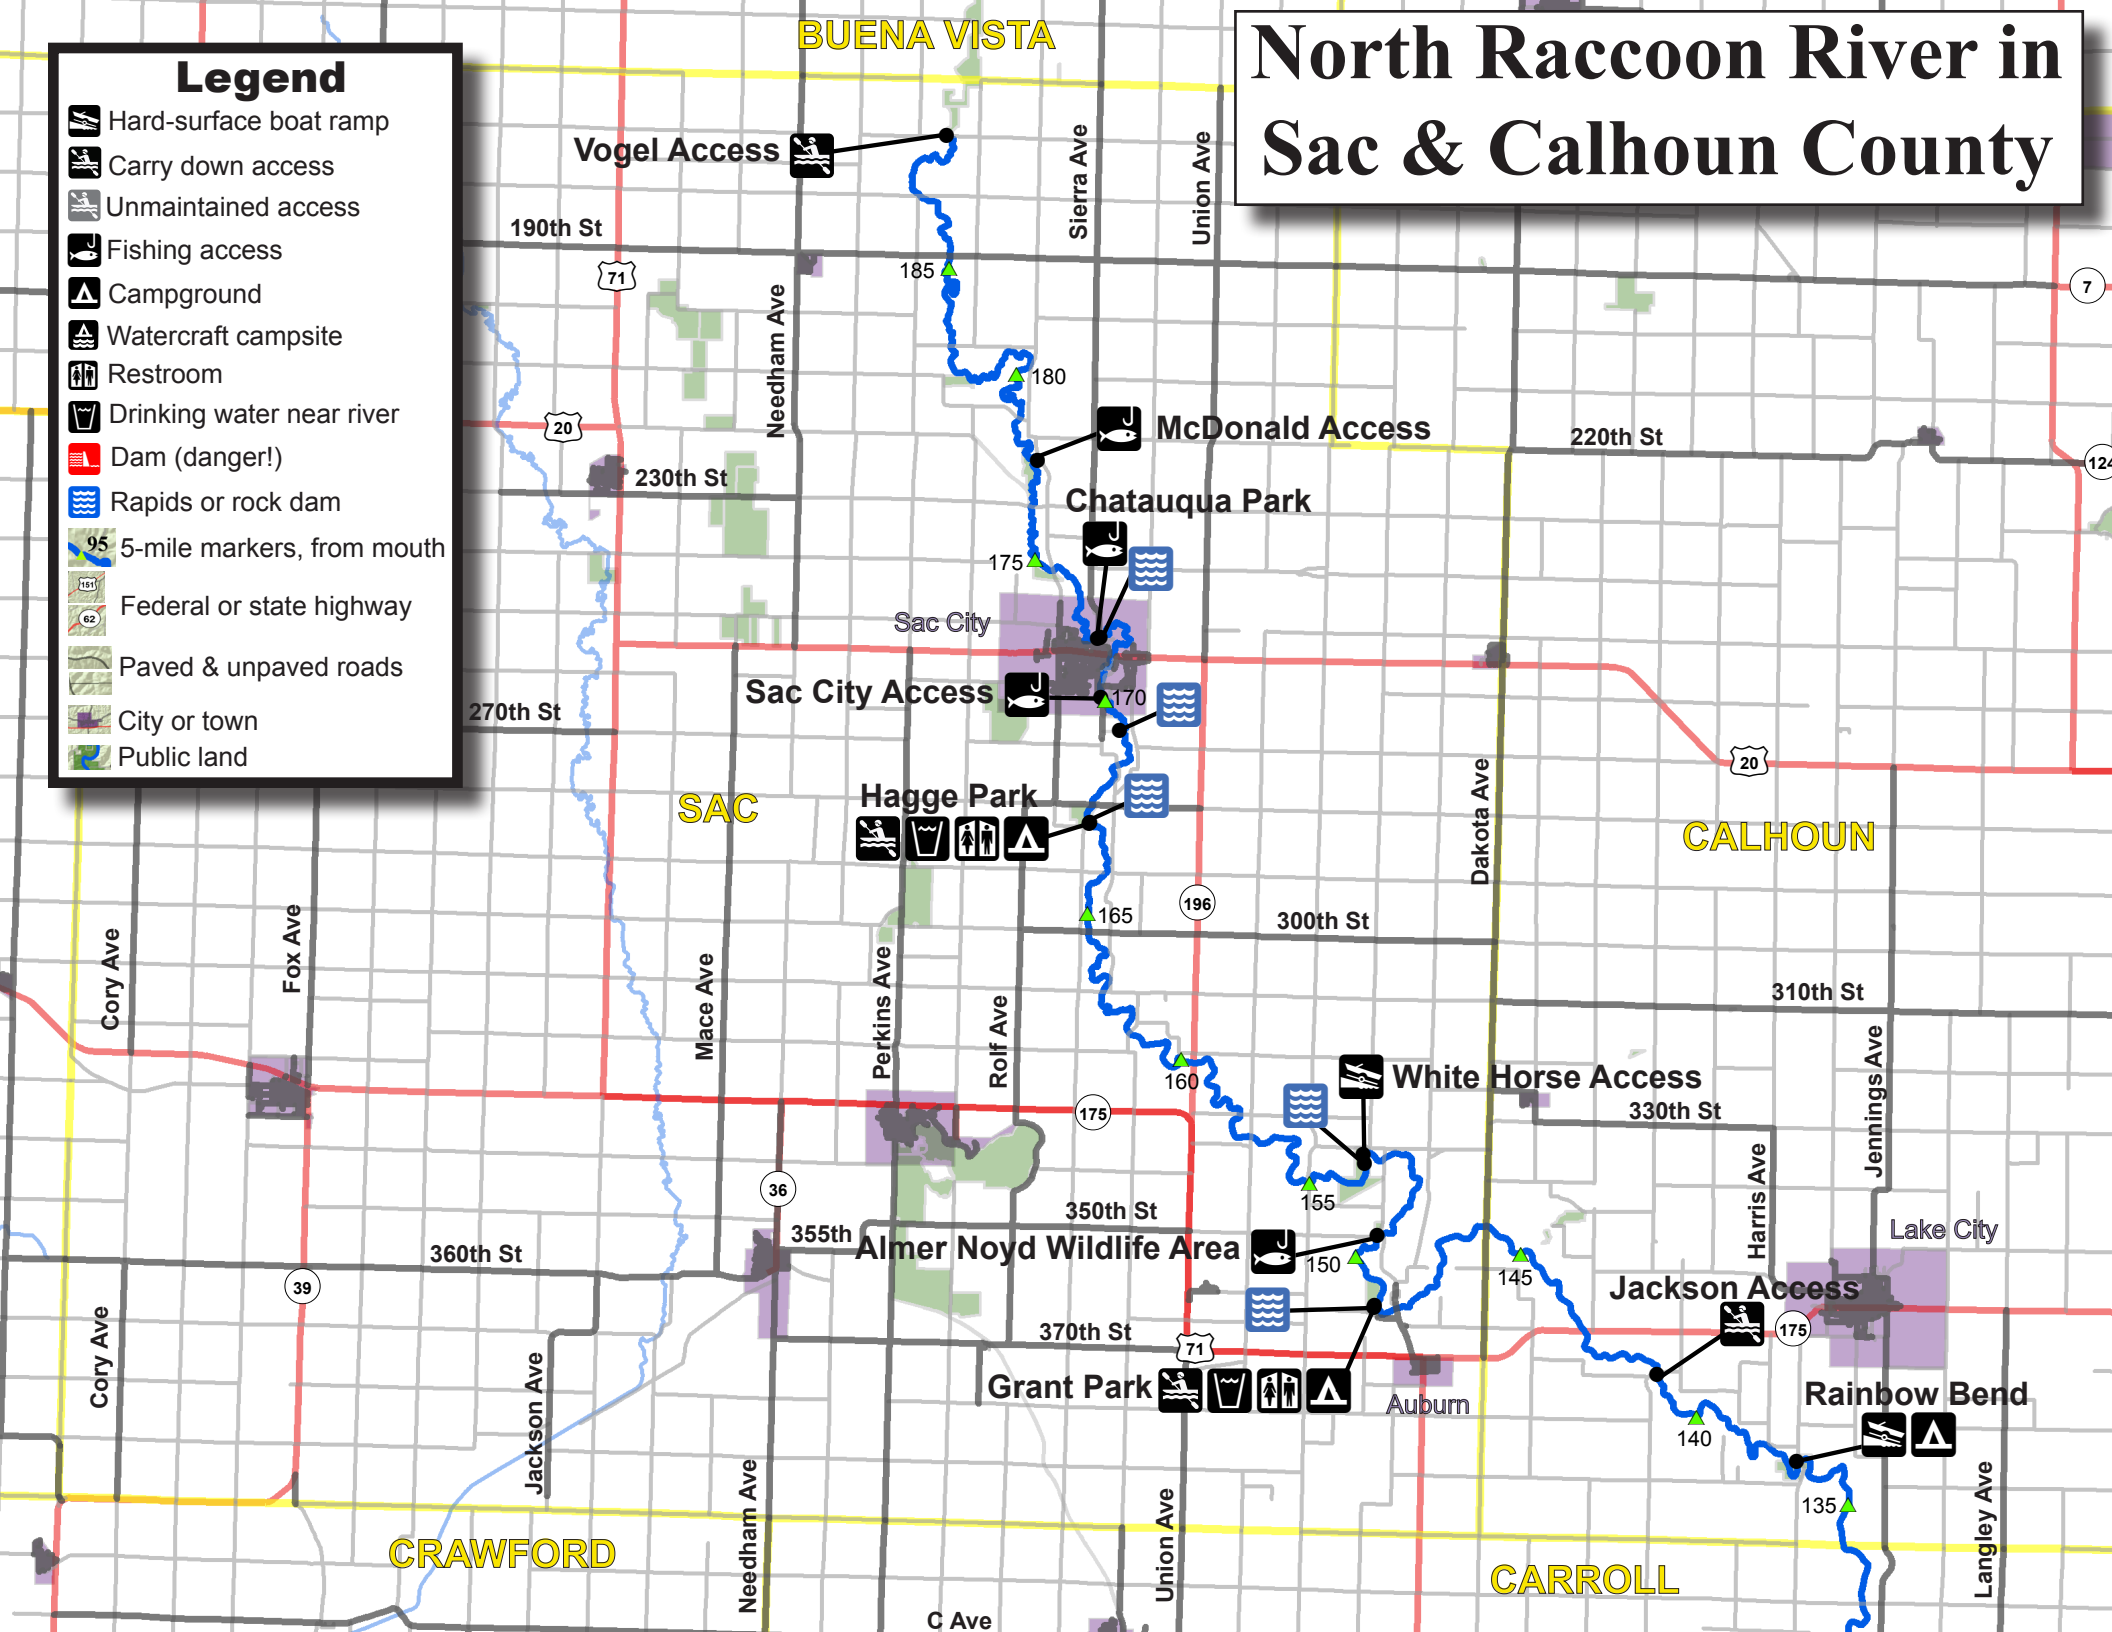 BUENA VISTA
North Raccoon River in
Sac & Calhoun County
Legend
Hard-surface boat ramp
Carry down access
Unmaintained access
Fishing access
Campground
Watercraft campsite
Restroom
Drinking water near river
Dam (danger!)
Rapids or rock dam
95
5-mile markers, from mouth
151
62
Federal or state highway
Paved & unpaved roads
City or town
Public land
Vogel Access
Sierra Ave
Union Ave
190th St
185
71
7
Needham Ave
180
20
McDonald Access
220th St
124
230th St
Chatauqua Park
175
Sac City
Sac City Access
170
270th St
20
Hagge Park
SAC
Dakota Ave
CALHOUN
196
165
300th St
Fox Ave
Cory Ave
Mace Ave
Perkins Ave
Rolf Ave
310th St
Jennings Ave
160
White Horse Access
175
330th St
Harris Ave
36
155
350th St
355th
Lake City
Almer Noyd Wildlife Area
150
360th St
145
39
Jackson Access
175
Cory Ave
370th St
71
Jackson Ave
Grant Park
Auburn
Rainbow Bend
140
Needham Ave
Union Ave
Langley Ave
135
CRAWFORD
CARROLL
C Ave